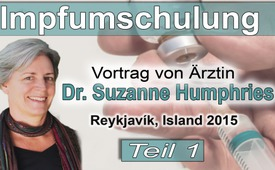 Impfumschulung
Vortrag von Ärztin
Dr. Suzanne Humphries
Reykjavík, Island 2015
Teil 1